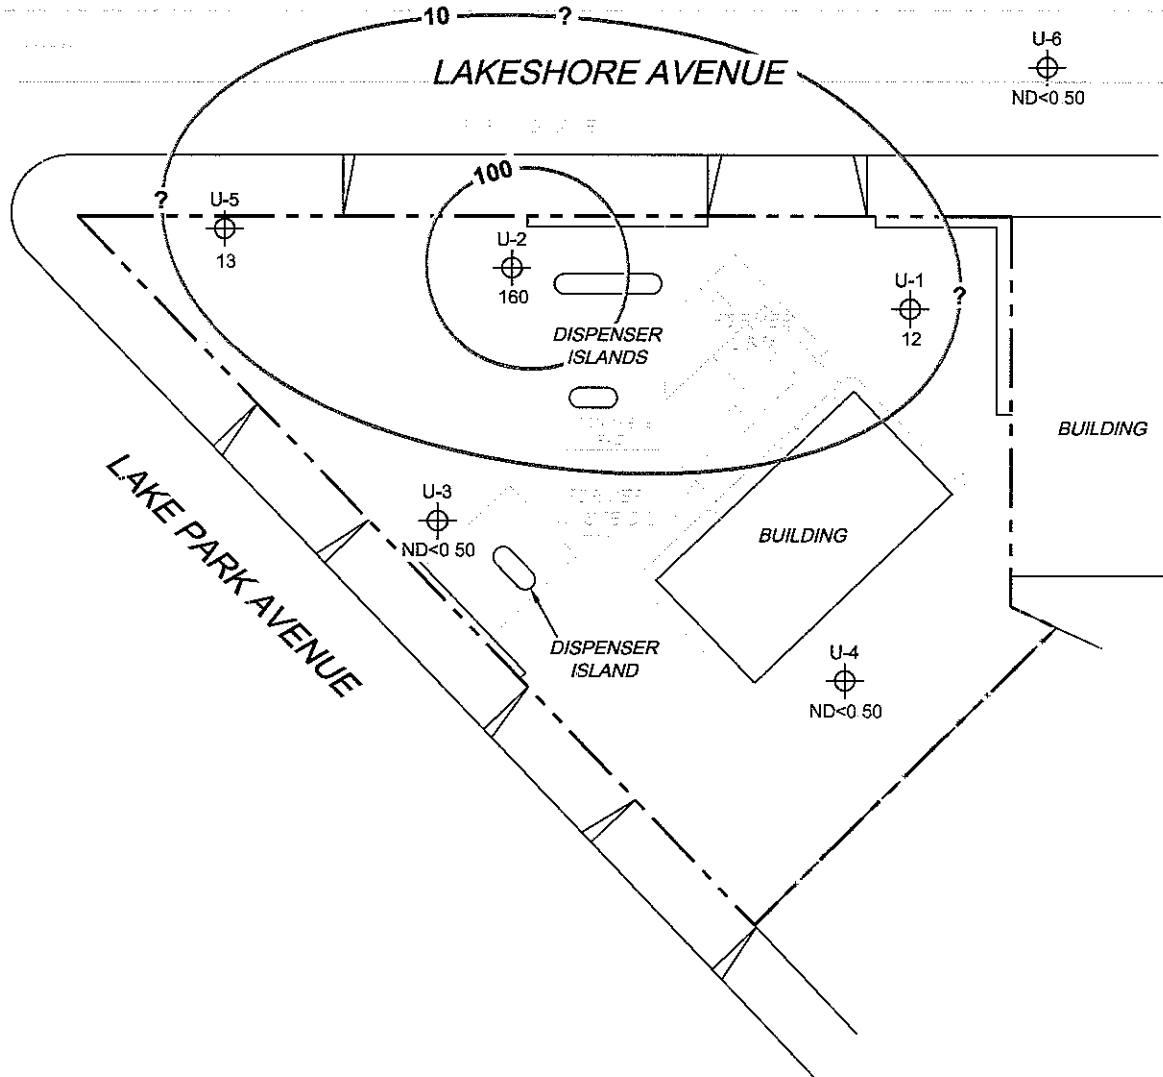 10
?
U-6
LAKESHORE AVENUE
ND<0.50
100
?
U-5
U-2
13
U-1
?
160
DISPENSER
ISLANDS
12
BUILDING
LAKE PARK AVENUE
U-3
BUILDING
ND<0.50
DISPENSER
ISLAND
U-4
ND<0.50